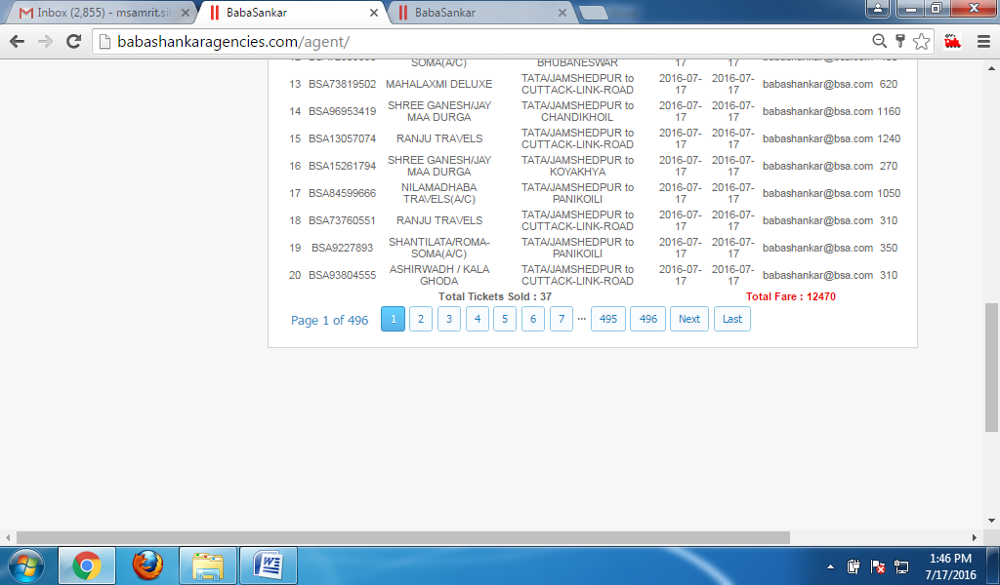 Inbox (2,855) - msamrit.si
BabaSankar
BabaSankar
babashankaragencies.com/agent/
SOMA(A/C) BHUBANESWAR 17 17
13 BSA73819502 MAHALAXMI DELUXE TATA/JAMSHEDPUR to 2016-07- 2016-07- babashankar@bsa.com 620
CUTTACK-LINK-ROAD 17 17
14 BSA96953419 SHREE GANESH/JAY TATA/JAMSHEDPUR to 2016-07- 2016-07- babashankar@bsa.com 1160
MAA DURGA CHANDIKHOIL 17 17
15 BSA13057074 RANJU TRAVELS TATA/JAMSHEDPUR to 2016-07- 2016-07- babashankar@bsa.com 1240
CUTTACK-LINK-ROAD 17 17
16 BSA15261794 SHREE GANESH/JAY TATA/JAMSHEDPUR to 2016-07- 2016-07- babashankar@bsa.com 270
MAA DURGA KOYAKHYA 17 17
17 BSA84599666 NILAMADHABA TATA/JAMSHEDPUR to 2016-07- 2016-07- babashankar@bsa.com 1050
TRAVELS(A/C) PANIKOILI 17 17
18 BSA73760551 RANJU TRAVELS TATA/JAMSHEDPUR to 2016-07- 2016-07- babashankar@bsa.com 310
CUTTACK-LINK-ROAD 17 17
19 BSA9227893 SHANTILATA/ROMA- TATA/JAMSHEDPUR to 2016-07- 2016-07- babashankar@bsa.com 350
SOMA(A/C) PANIKOILI 17 17
20 BSA93804555 ASHIRWADH / KALA TATA/JAMSHEDPUR to 2016-07- 2016-07- babashankar@bsa.com 310
GHODA CUTTACK-LINK-ROAD 17 17
Total Tickets Sold : 37 Total Fare : 12470
Page 1 of 496 1 2 3 4 5 6 7 ... 495 496 Next Last
1:46 PM
7/17/2016